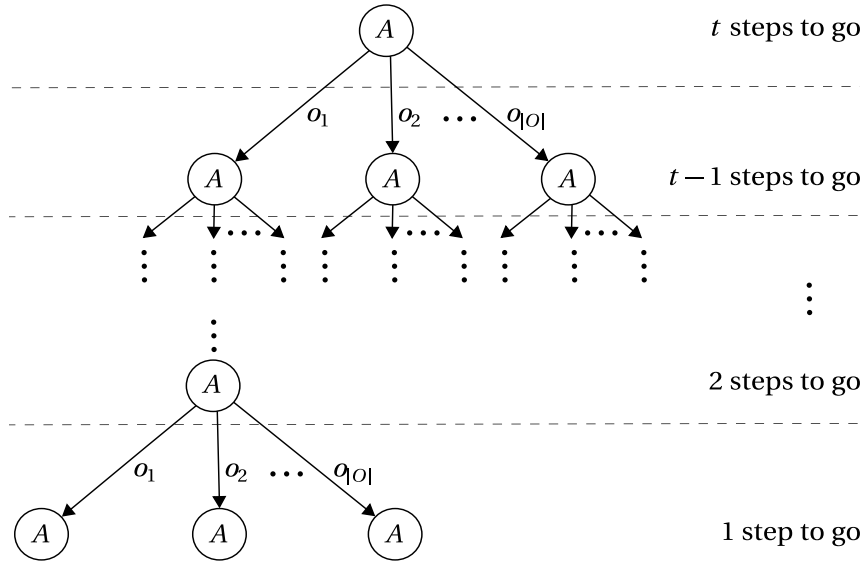 A t steps to go
o₁ o₂ ... o|O|
A A A t − 1 steps to go
A 2 steps to go
o₁ o₂ ... o|O|
A A A 1 step to go